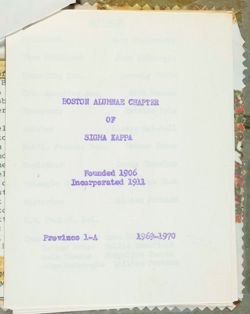 BOSTON ALUMNAE CHAPTER
OF
SIGMA KAPPA
Founded 1906
Incorporated 1911
Province 1-A 1969-1970